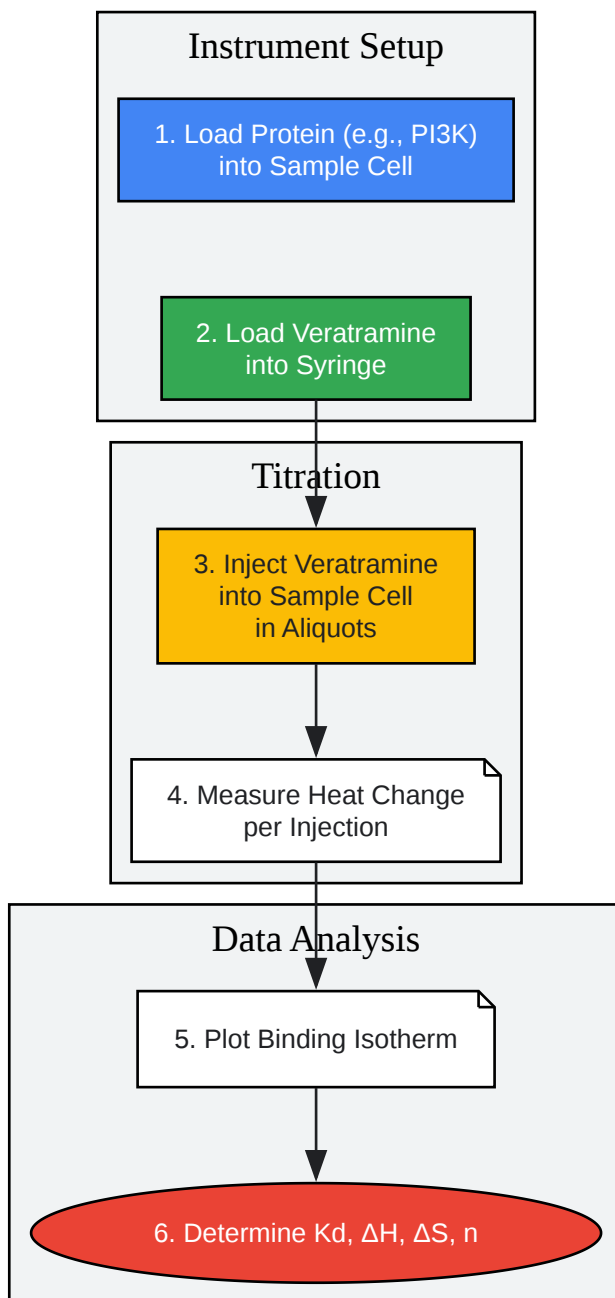 Instrument Setup
1. Load Protein (e.g., PI3K)
into Sample Cell
2. Load Veratramine
into Syringe
Titration
3. Inject Veratramine
into Sample Cell
in Aliquots
4. Measure Heat Change
per Injection
Data Analysis
5. Plot Binding Isotherm
6. Determine Kd, ΔH, ΔS, n